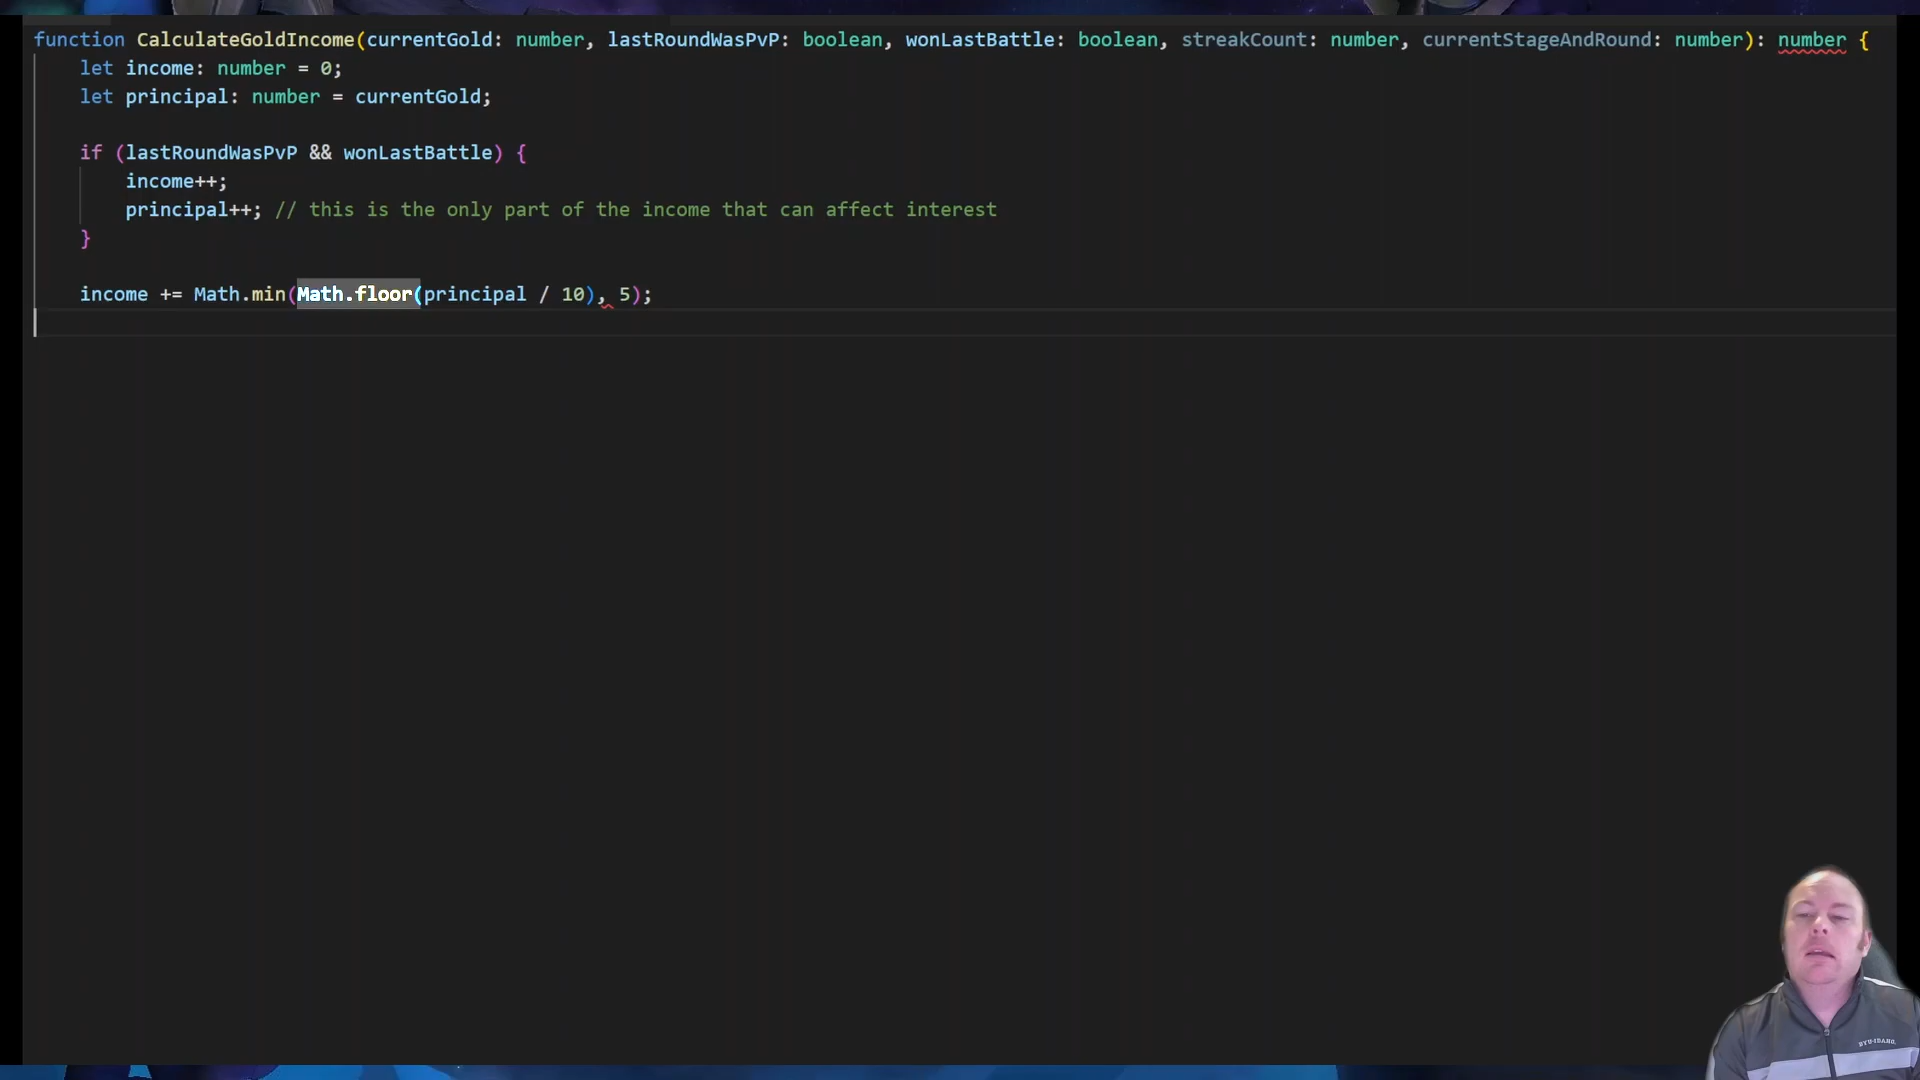 function CalculateGoldIncome(currentGold: number, lastRoundWasPvP: boolean, wonLastBattle: boolean, streakCount: number, currentStageAndRound: number): number {
let income: number = 0;
let principal: number = currentGold;
if (lastRoundWasPvP && wonLastBattle) {
income++;
principal++; // this is the only part of the income that can affect interest
}
income += Math.min(Math.floor(principal / 10), 5);
BYU-IDAHO